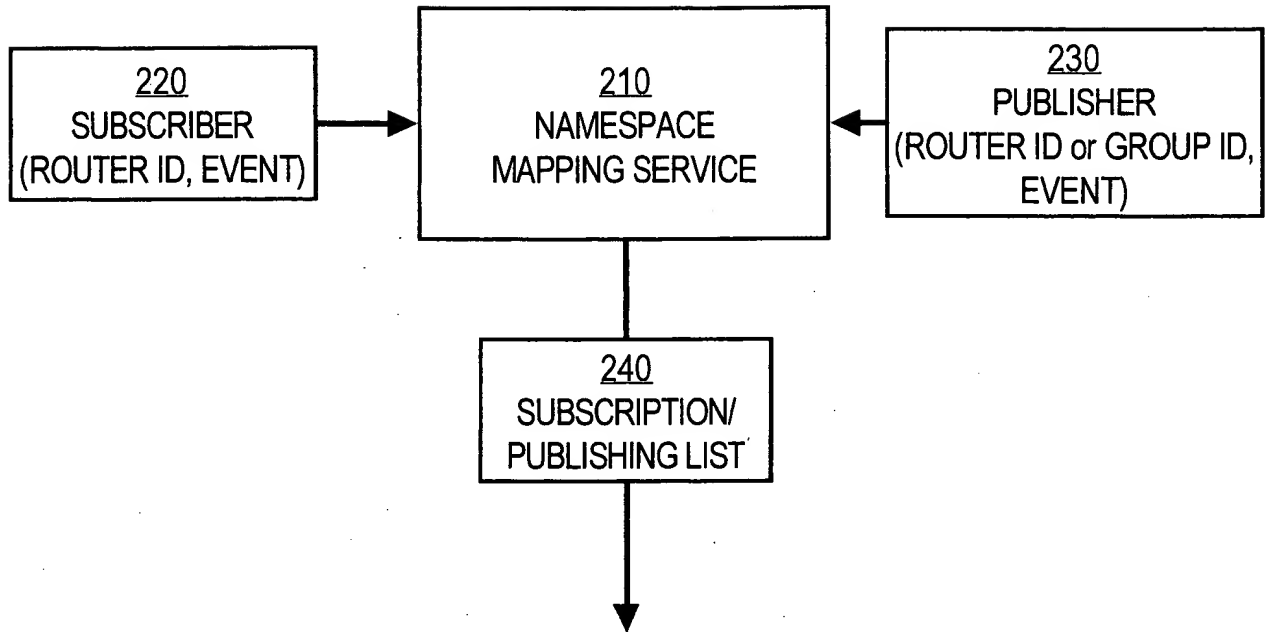 220
SUBSCRIBER
(ROUTER ID, EVENT)
210
NAMESPACE
MAPPING SERVICE
230
PUBLISHER
(ROUTER ID or GROUP ID,
EVENT)
240
SUBSCRIPTION/
PUBLISHING LIST